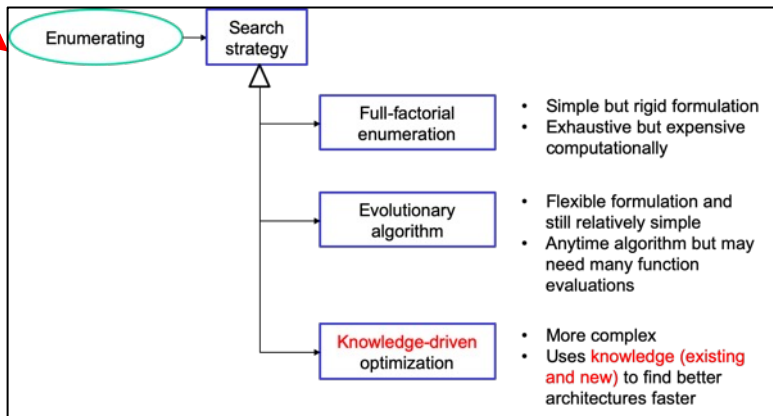 Enumerating
Search
strategy
Full-factorial
enumeration
• Simple but rigid formulation
• Exhaustive but expensive
computationally
Evolutionary
algorithm
• Flexible formulation and
still relatively simple
• Anytime algorithm but may
need many function
evaluations
Knowledge-driven
optimization
• More complex
• Uses knowledge (existing
and new) to find better
architectures faster